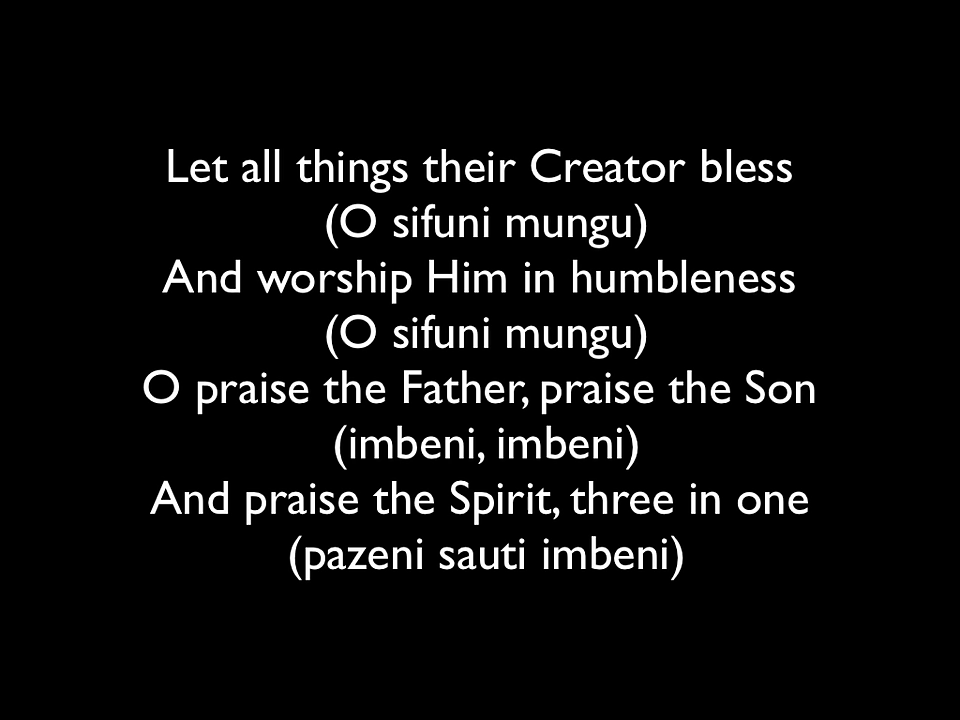 Let all things their Creator bless
(O sifuni mungu)
And worship Him in humbleness
(O sifuni mungu)
O praise the Father, praise the Son
(imbeni, imbeni)
And praise the Spirit, three in one
(pazeni sauti imbeni)